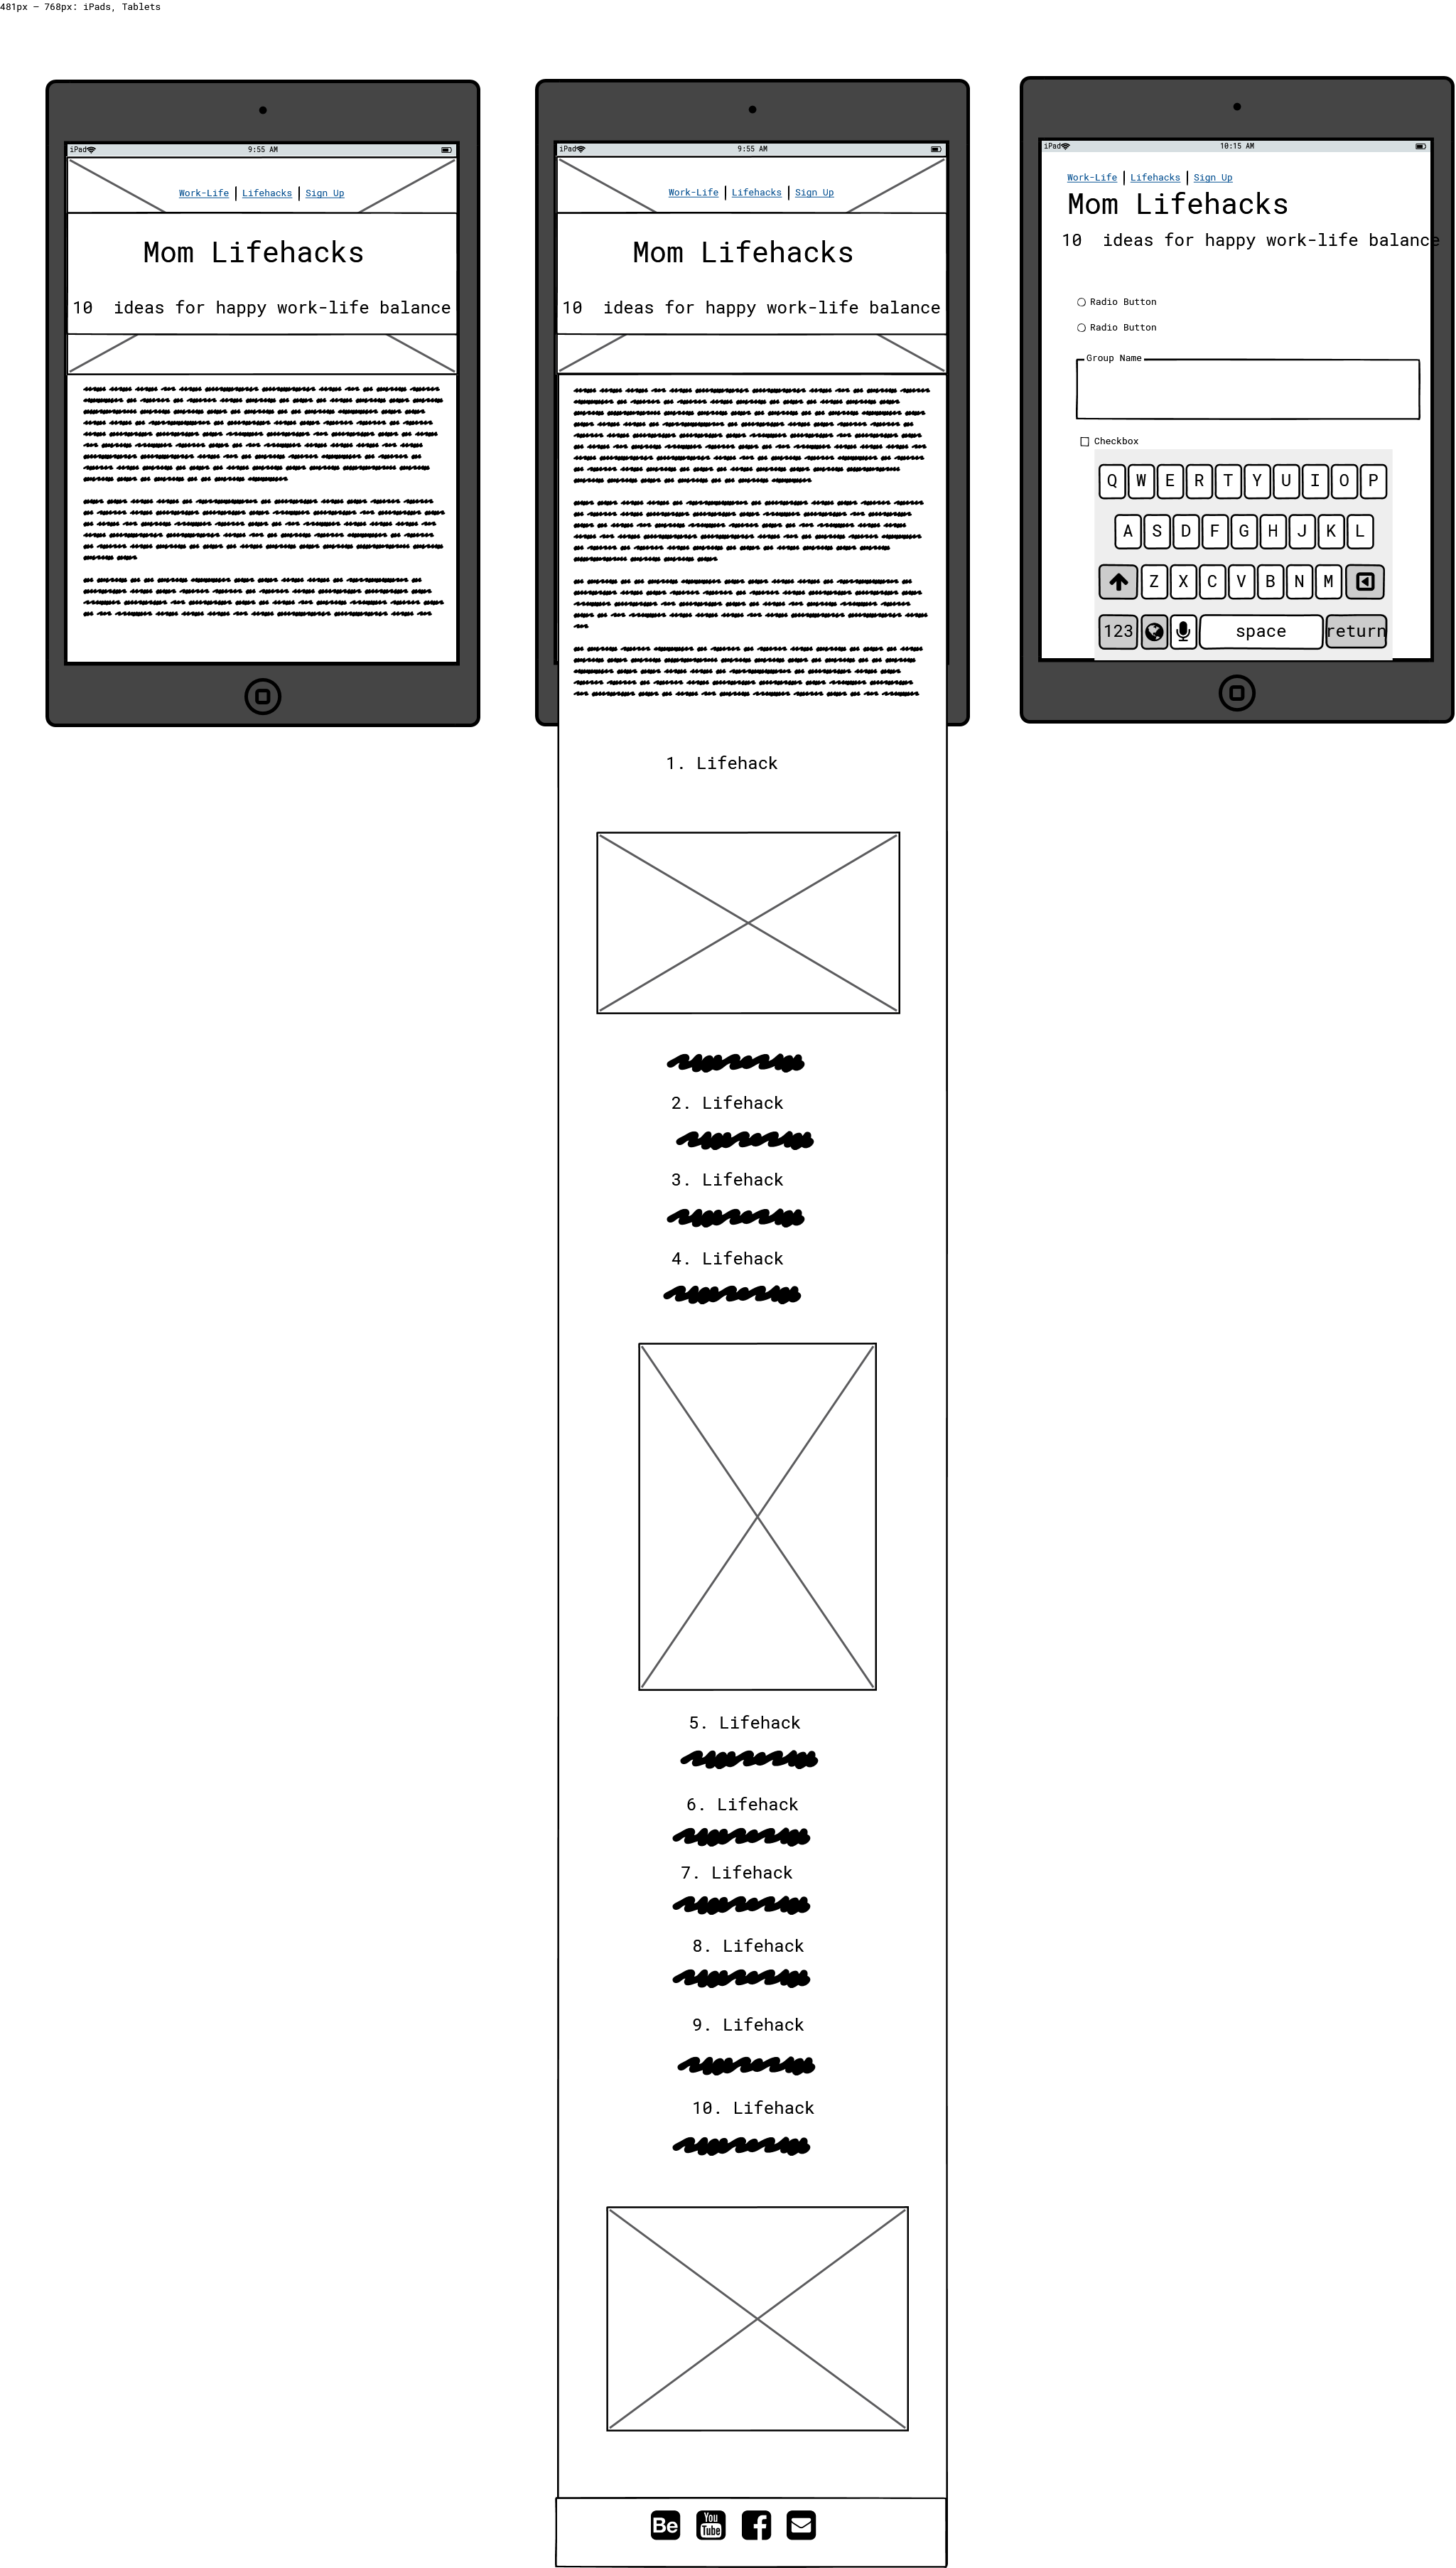 481px — 768px: iPads, Tablets
iPad 9:55 AM
Work-Life | Lifehacks | Sign Up
Mom Lifehacks
10 ideas for happy work-life balance
iPad 9:55 AM
Work-Life | Lifehacks | Sign Up
Mom Lifehacks
10 ideas for happy work-life balance
1. Lifehack
2. Lifehack
3. Lifehack
4. Lifehack
5. Lifehack
6. Lifehack
7. Lifehack
8. Lifehack
9. Lifehack
10. Lifehack
Be You Tube f
iPad 10:15 AM
Work-Life | Lifehacks | Sign Up
Mom Lifehacks
10 ideas for happy work-life balance
Radio Button
Radio Button
Group Name
Checkbox
Q W E R T Y U I O P
A S D F G H J K L
Z X C V B N M
123 space return